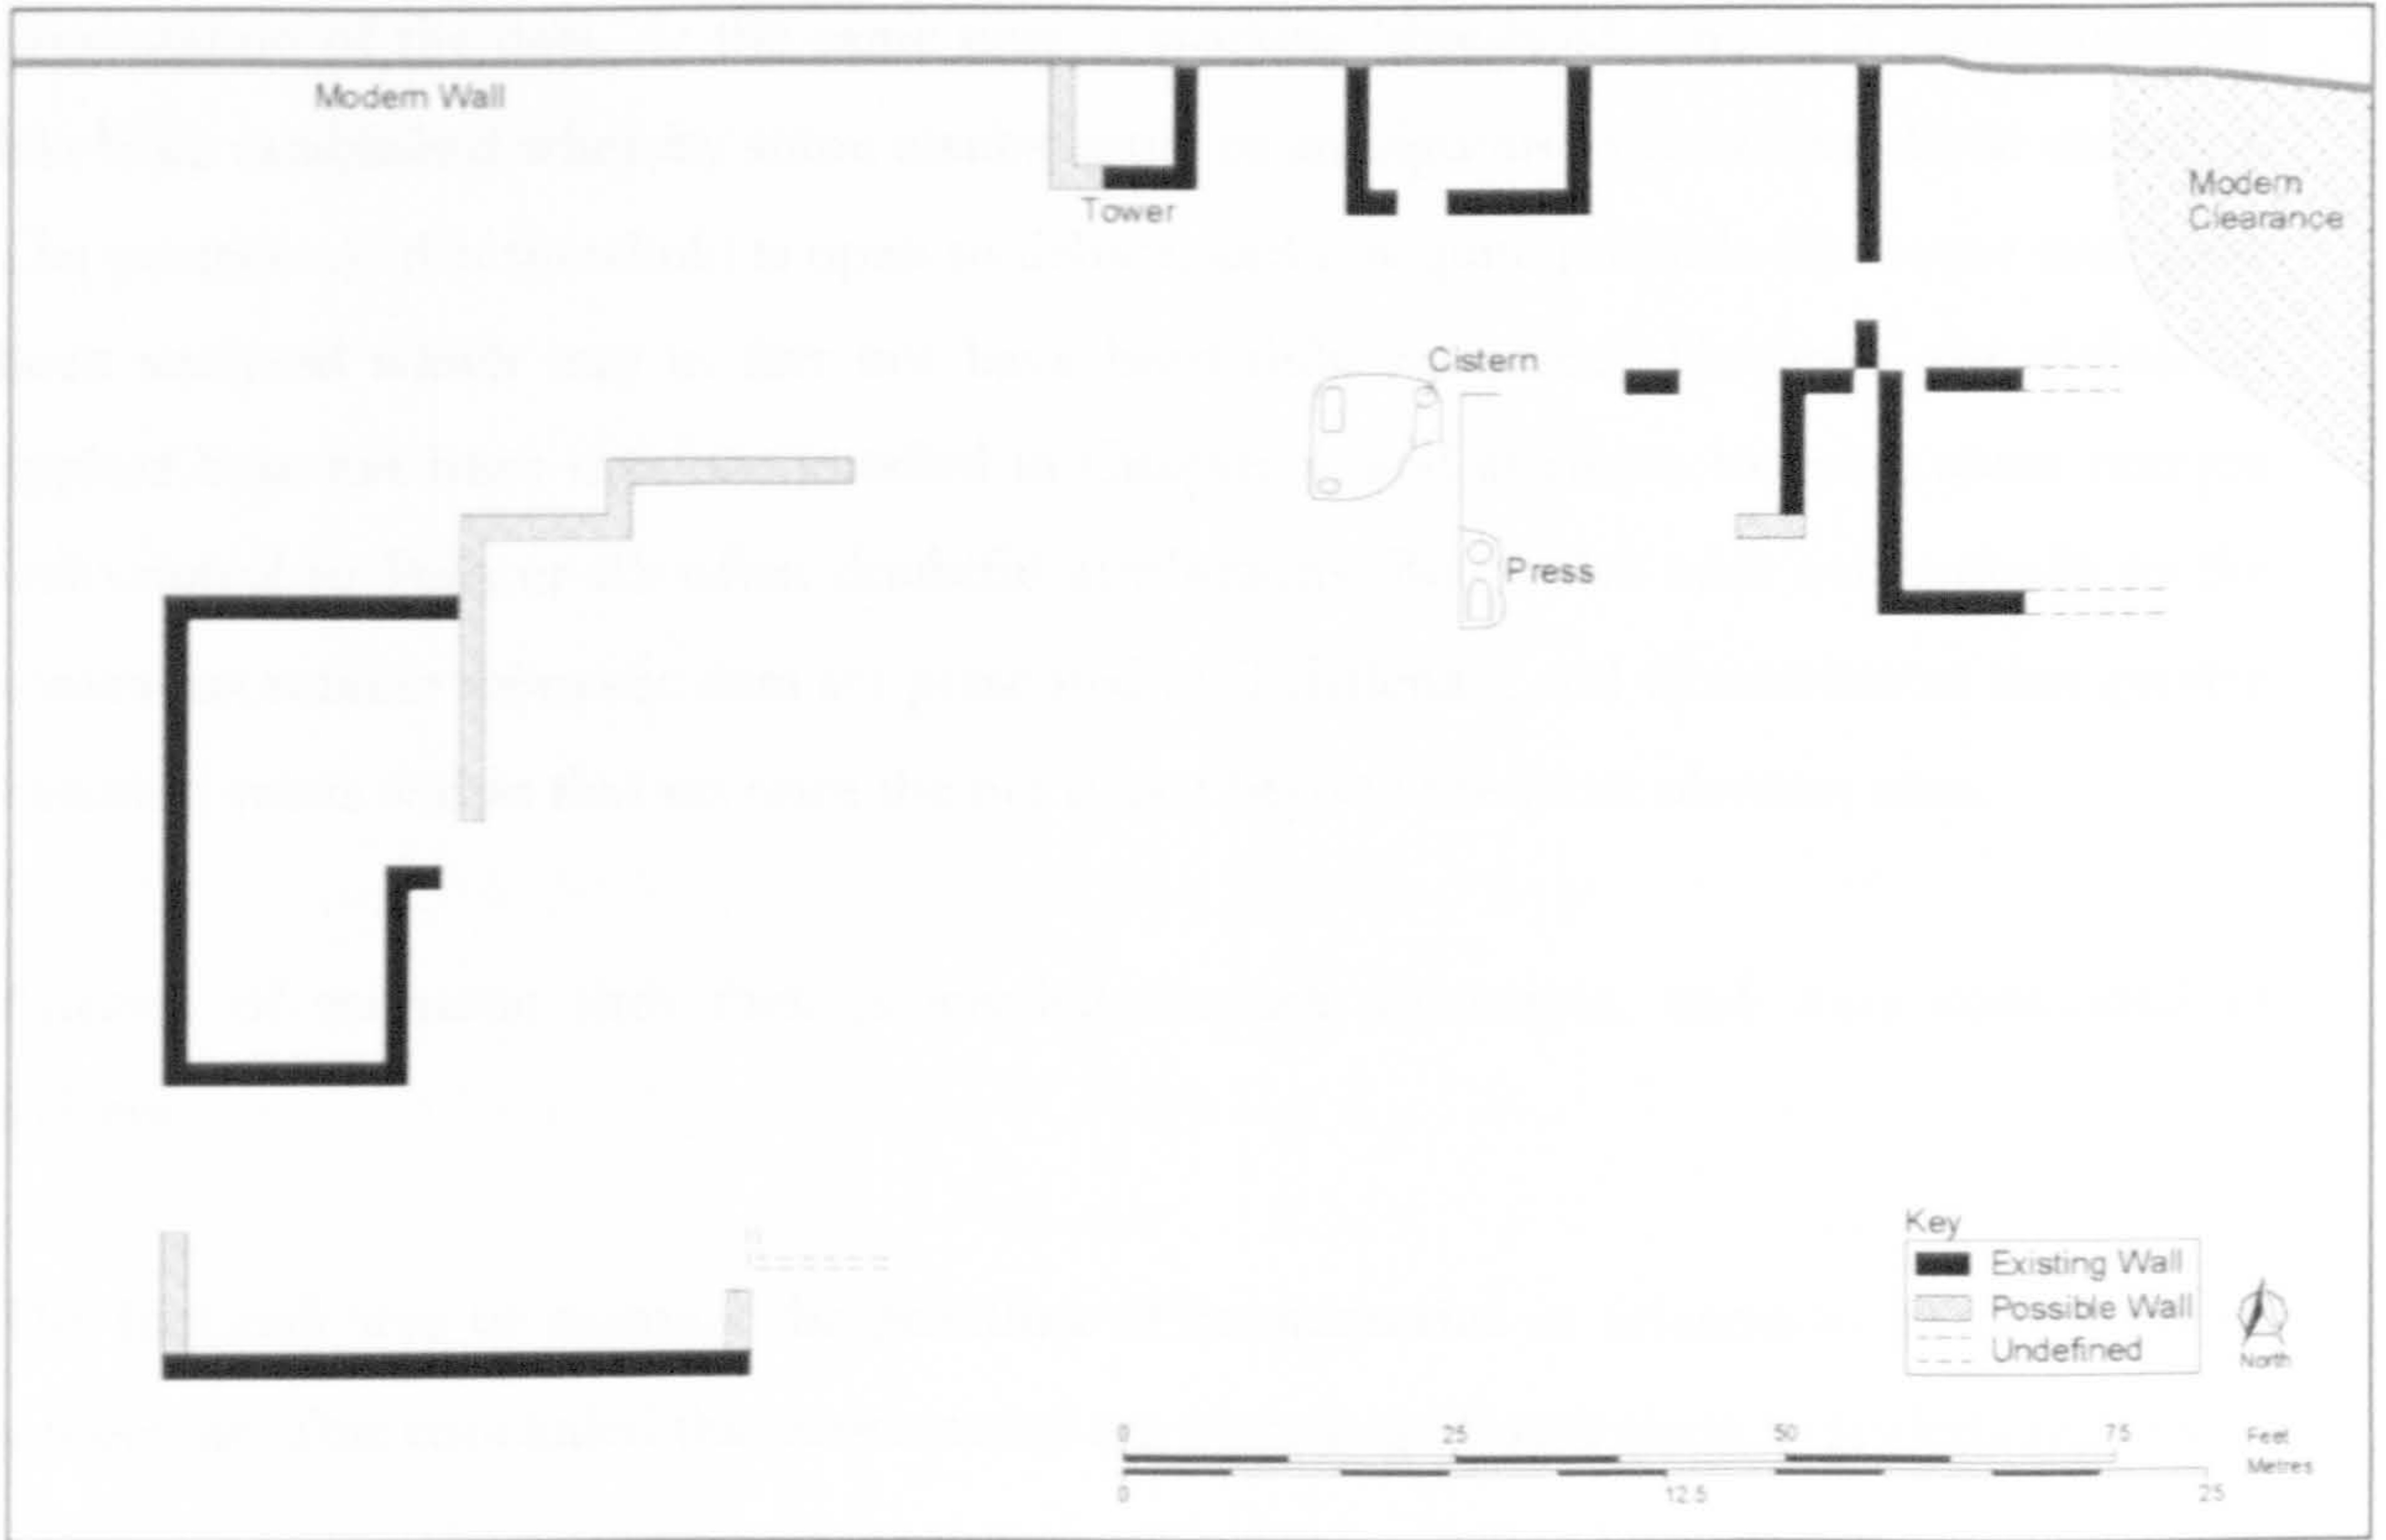 Modern Wall
Tower
Modern
Clearance
Cistern
Press
Key
Existing Wall
Possible Wall
Undefined
North
0 25 50 75 Feet
Metres
0 12.5 25